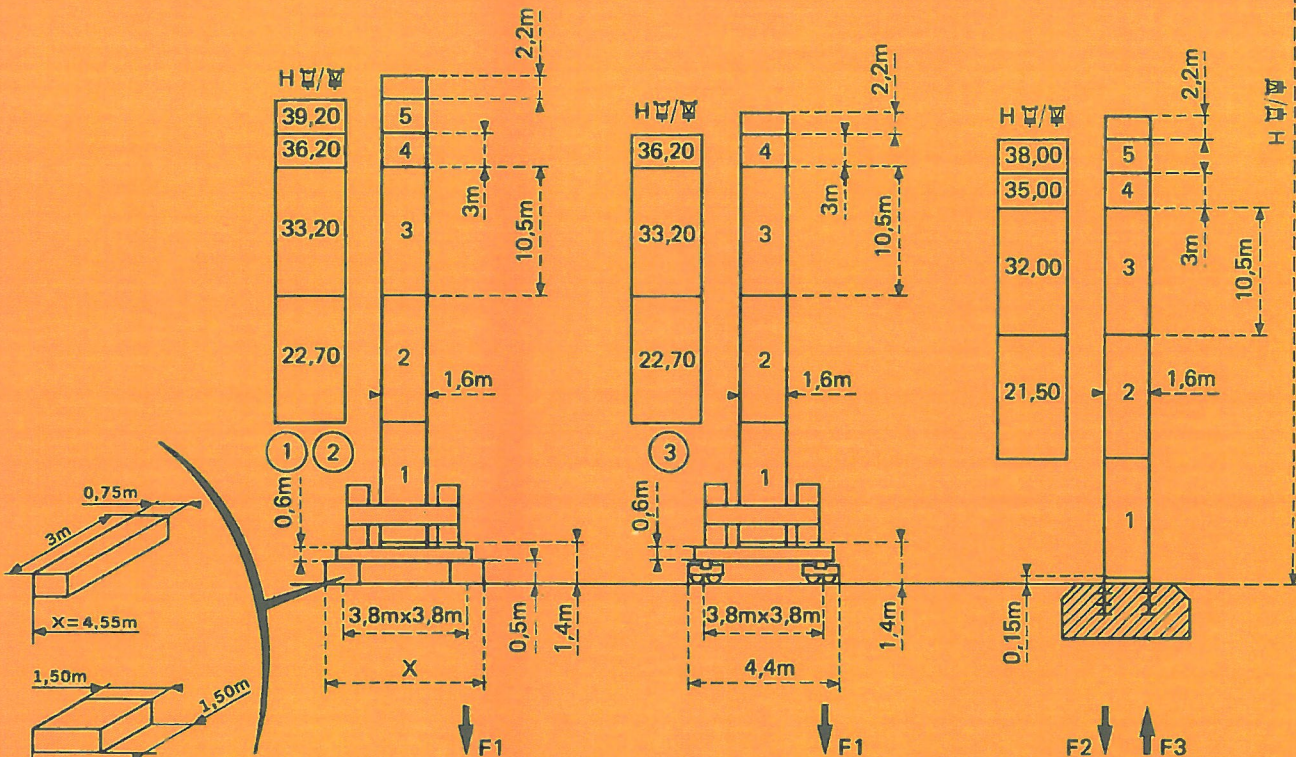 2,2m
H /
39,20
5
36,20
4
3m
33,20
3
10,5m
22,70
2
1,6m
1 2
1
0,6m
3,8mx3,8m
0,5m
1,4m
X
F1
0,75m
3m
X=4,55m
1,50m
1,50m
2,2m
H /
36,20
4
3m
33,20
3
10,5m
22,70
2
1,6m
3
1
0,6m
3,8mx3,8m
1,4m
4,4m
F1
2,2m
H /
38,00
5
35,00
4
3m
32,00
3
10,5m
21,50
2
1,6m
1
0,15m
F2
F3
H /